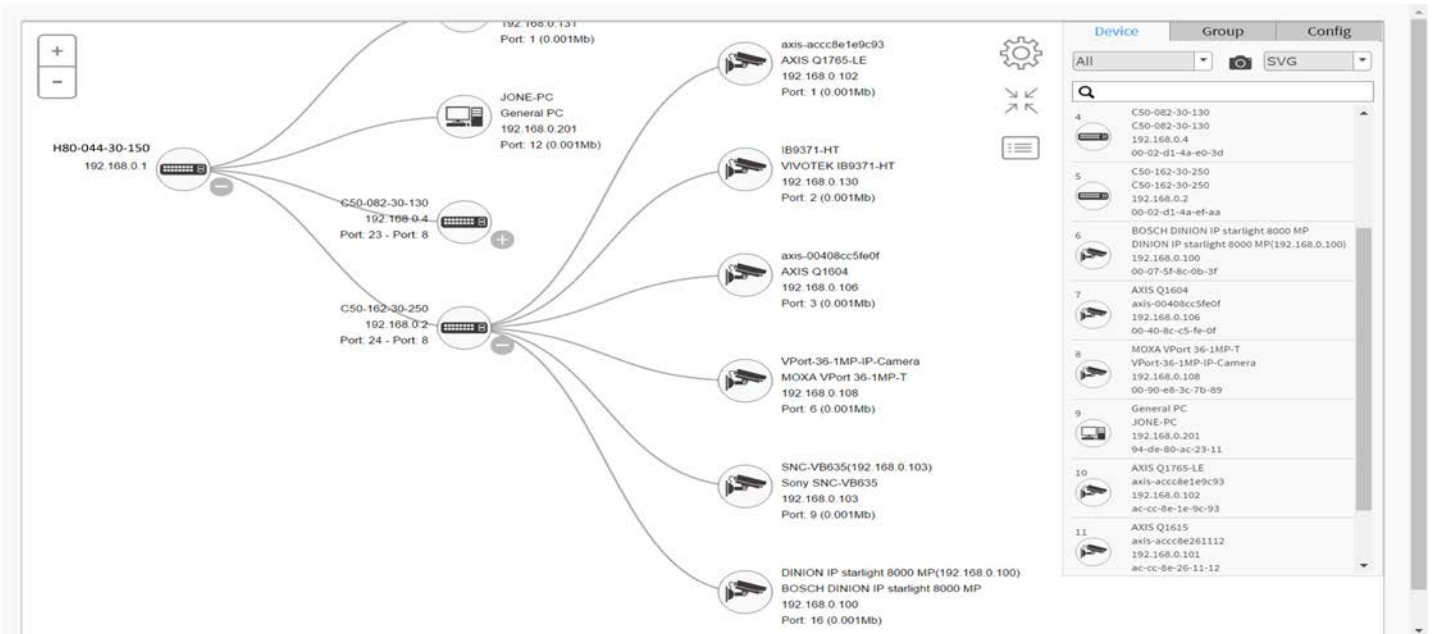 +
−
192.168.0.131
Port: 1 (0.001Mb)
JONE-PC
General PC
192.168.0.201
Port: 12 (0.001Mb)
H80-044-30-150
192.168.0.1
C50-082-30-130
192.168.0.4
Port: 23 - Port: 8
C50-162-30-250
192.168.0.2
Port: 24 - Port: 8
axis-accc8e1e9c93
AXIS Q1765-LE
192.168.0.102
Port: 1 (0.001Mb)
IB9371-HT
VIVOTEK IB9371-HT
192.168.0.130
Port: 2 (0.001Mb)
axis-00408cc5fe0f
AXIS Q1604
192.168.0.106
Port: 3 (0.001Mb)
VPort-36-1MP-IP-Camera
MOXA VPort 36-1MP-T
192.168.0.108
Port: 6 (0.001Mb)
SNC-VB635(192.168.0.103)
Sony SNC-VB635
192.168.0.103
Port: 9 (0.001Mb)
DINION IP starlight 8000 MP(192.168.0.100)
BOSCH DINION IP starlight 8000 MP
192.168.0.100
Port: 16 (0.001Mb)
Device Group Config
All SVG
4
C50-082-30-130
C50-082-30-130
192.168.0.4
00-02-d1-4a-e0-3d
5
C50-162-30-250
C50-162-30-250
192.168.0.2
00-02-d1-4a-ef-aa
6
BOSCH DINION IP starlight 8000 MP
DINION IP starlight 8000 MP(192.168.0.100)
192.168.0.100
00-07-5f-8c-0b-3f
7
AXIS Q1604
axis-00408cc5fe0f
192.168.0.106
00-40-8c-c5-fe-0f
8
MOXA VPort 36-1MP-T
VPort-36-1MP-IP-Camera
192.168.0.108
00-90-e8-3c-7b-89
9
General PC
JONE-PC
192.168.0.201
94-de-80-ac-23-11
10
AXIS Q1765-LE
axis-accc8e1e9c93
192.168.0.102
ac-cc-8e-1e-9c-93
11
AXIS Q1615
axis-accc8e261112
192.168.0.101
ac-cc-8e-26-11-12